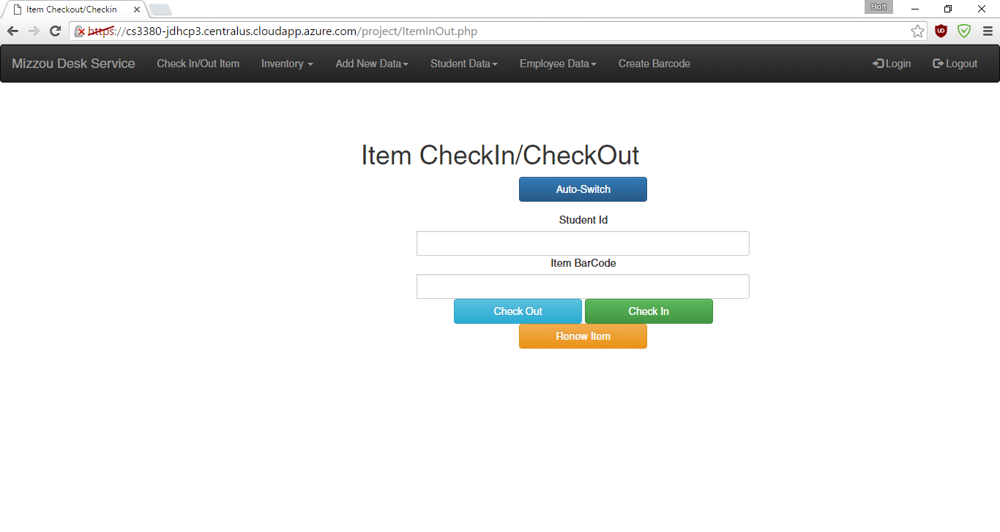 Item Checkout/Checkin
Holt
https://cs3380-jdhcp3.centralus.cloudapp.azure.com/project/ItemInOut.php
Mizzou Desk Service Check In/Out Item Inventory Add New Data Student Data Employee Data Create Barcode Login Logout
Item CheckIn/CheckOut
Auto-Switch
Student Id
Item BarCode
Check Out Check In
Renew Item